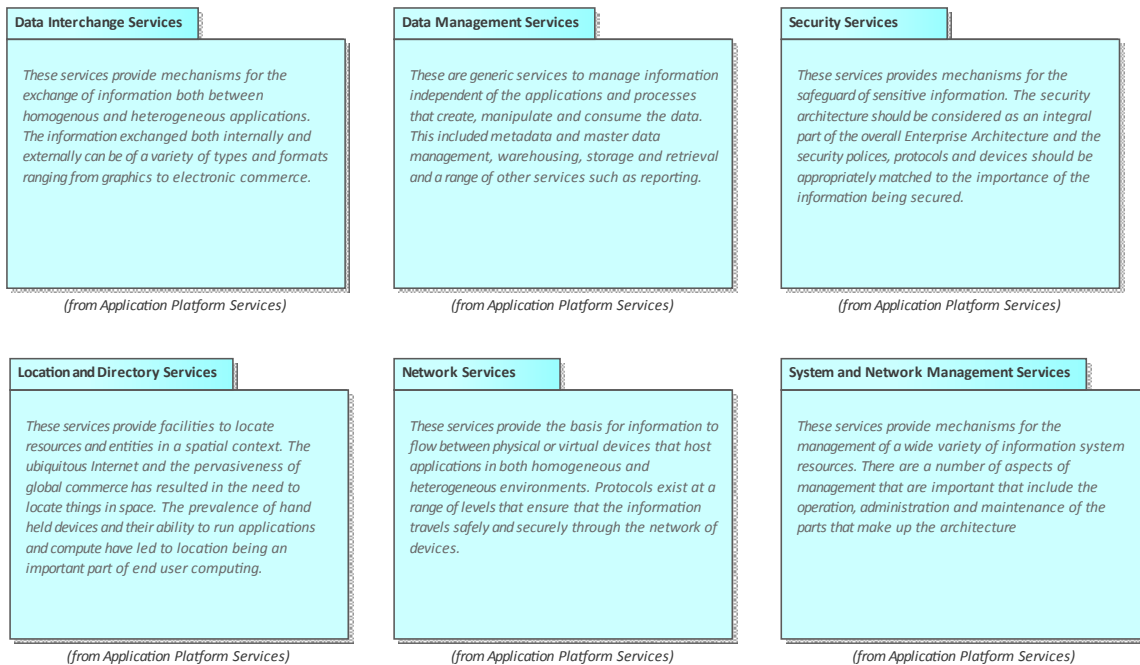 Data Interchange Services
These services provide mechanisms for the
exchange of information both between
homogenous and heterogeneous applications.
The information exchanged both internally and
externally can be of a variety of types and formats
ranging from graphics to electronic commerce.
(from Application Platform Services)
Data Management Services
These are generic services to manage information
independent of the applications and processes
that create, manipulate and consume the data.
This included metadata and master data
management, warehousing, storage and retrieval
and a range of other services such as reporting.
(from Application Platform Services)
Security Services
These services provides mechanisms for the
safeguard of sensitive information. The security
architecture should be considered as an integral
part of the overall Enterprise Architecture and the
security polices, protocols and devices should be
appropriately matched to the importance of the
information being secured.
(from Application Platform Services)
Location and Directory Services
These services provide facilities to locate
resources and entities in a spatial context. The
ubiquitous Internet and the pervasiveness of
global commerce has resulted in the need to
locate things in space. The prevalence of hand
held devices and their ability to run applications
and compute have led to location being an
important part of end user computing.
(from Application Platform Services)
Network Services
These services provide the basis for information to
flow between physical or virtual devices that host
applications in both homogeneous and
heterogeneous environments. Protocols exist at a
range of levels that ensure that the information
travels safely and securely through the network of
devices.
(from Application Platform Services)
System and Network Management Services
These services provide mechanisms for the
management of a wide variety of information system
resources. There are a number of aspects of
management that are important that include the
operation, administration and maintenance of the
parts that make up the architecture
(from Application Platform Services)